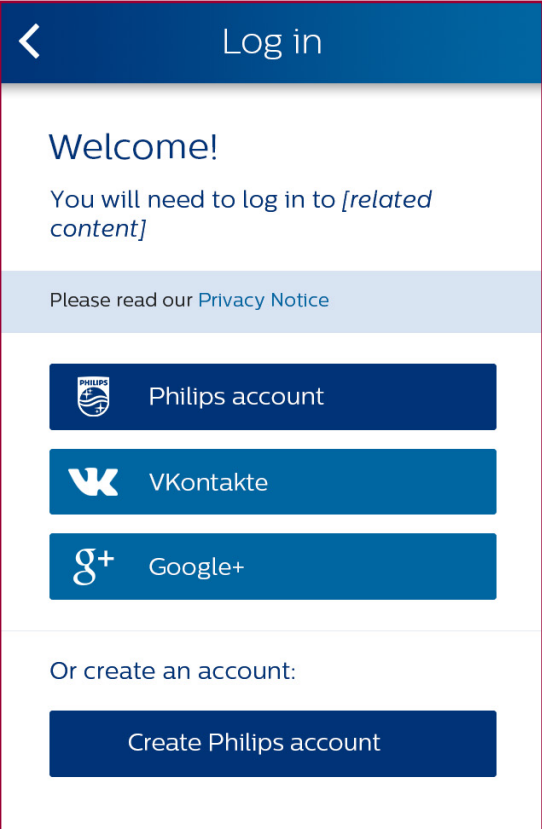 Log in
Welcome!
You will need to log in to [related
content]
Please read our Privacy Notice
PHILIPS
Philips account
VKontakte
g+
Google+
Or create an account:
Create Philips account